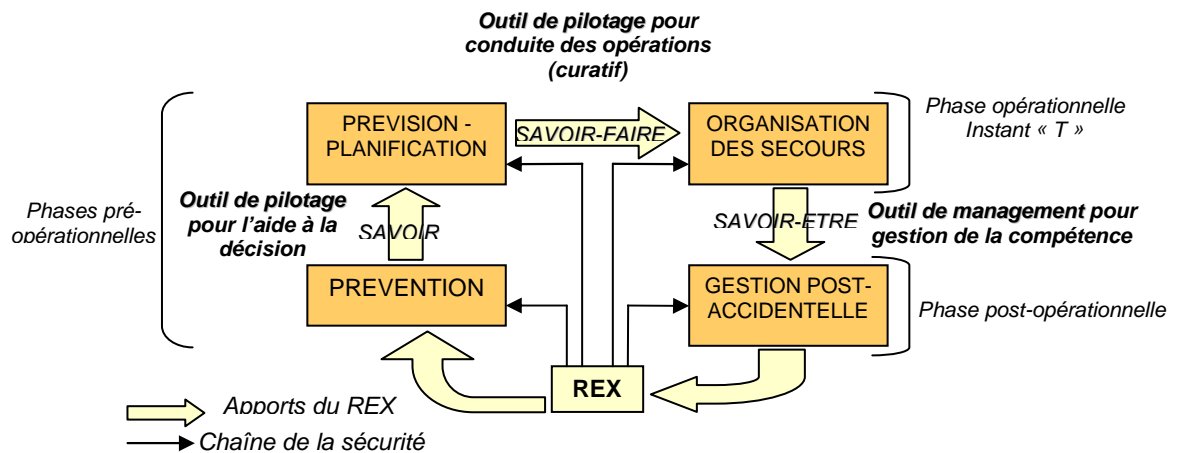 Outil de pilotage pour
conduite des opérations
(curatif)
PREVISION -
PLANIFICATION
SAVOIR-FAIRE
ORGANISATION
DES SECOURS
Phase opérationnelle
Instant « T »
Phases pré-
opérationnelles
Outil de pilotage
pour l'aide à la
décision
SAVOIR
SAVOIR-ETRE
Outil de management pour
gestion de la compétence
PREVENTION
GESTION POST-
ACCIDENTELLE
Phase post-opérationnelle
REX
Apports du REX
Chaîne de la sécurité